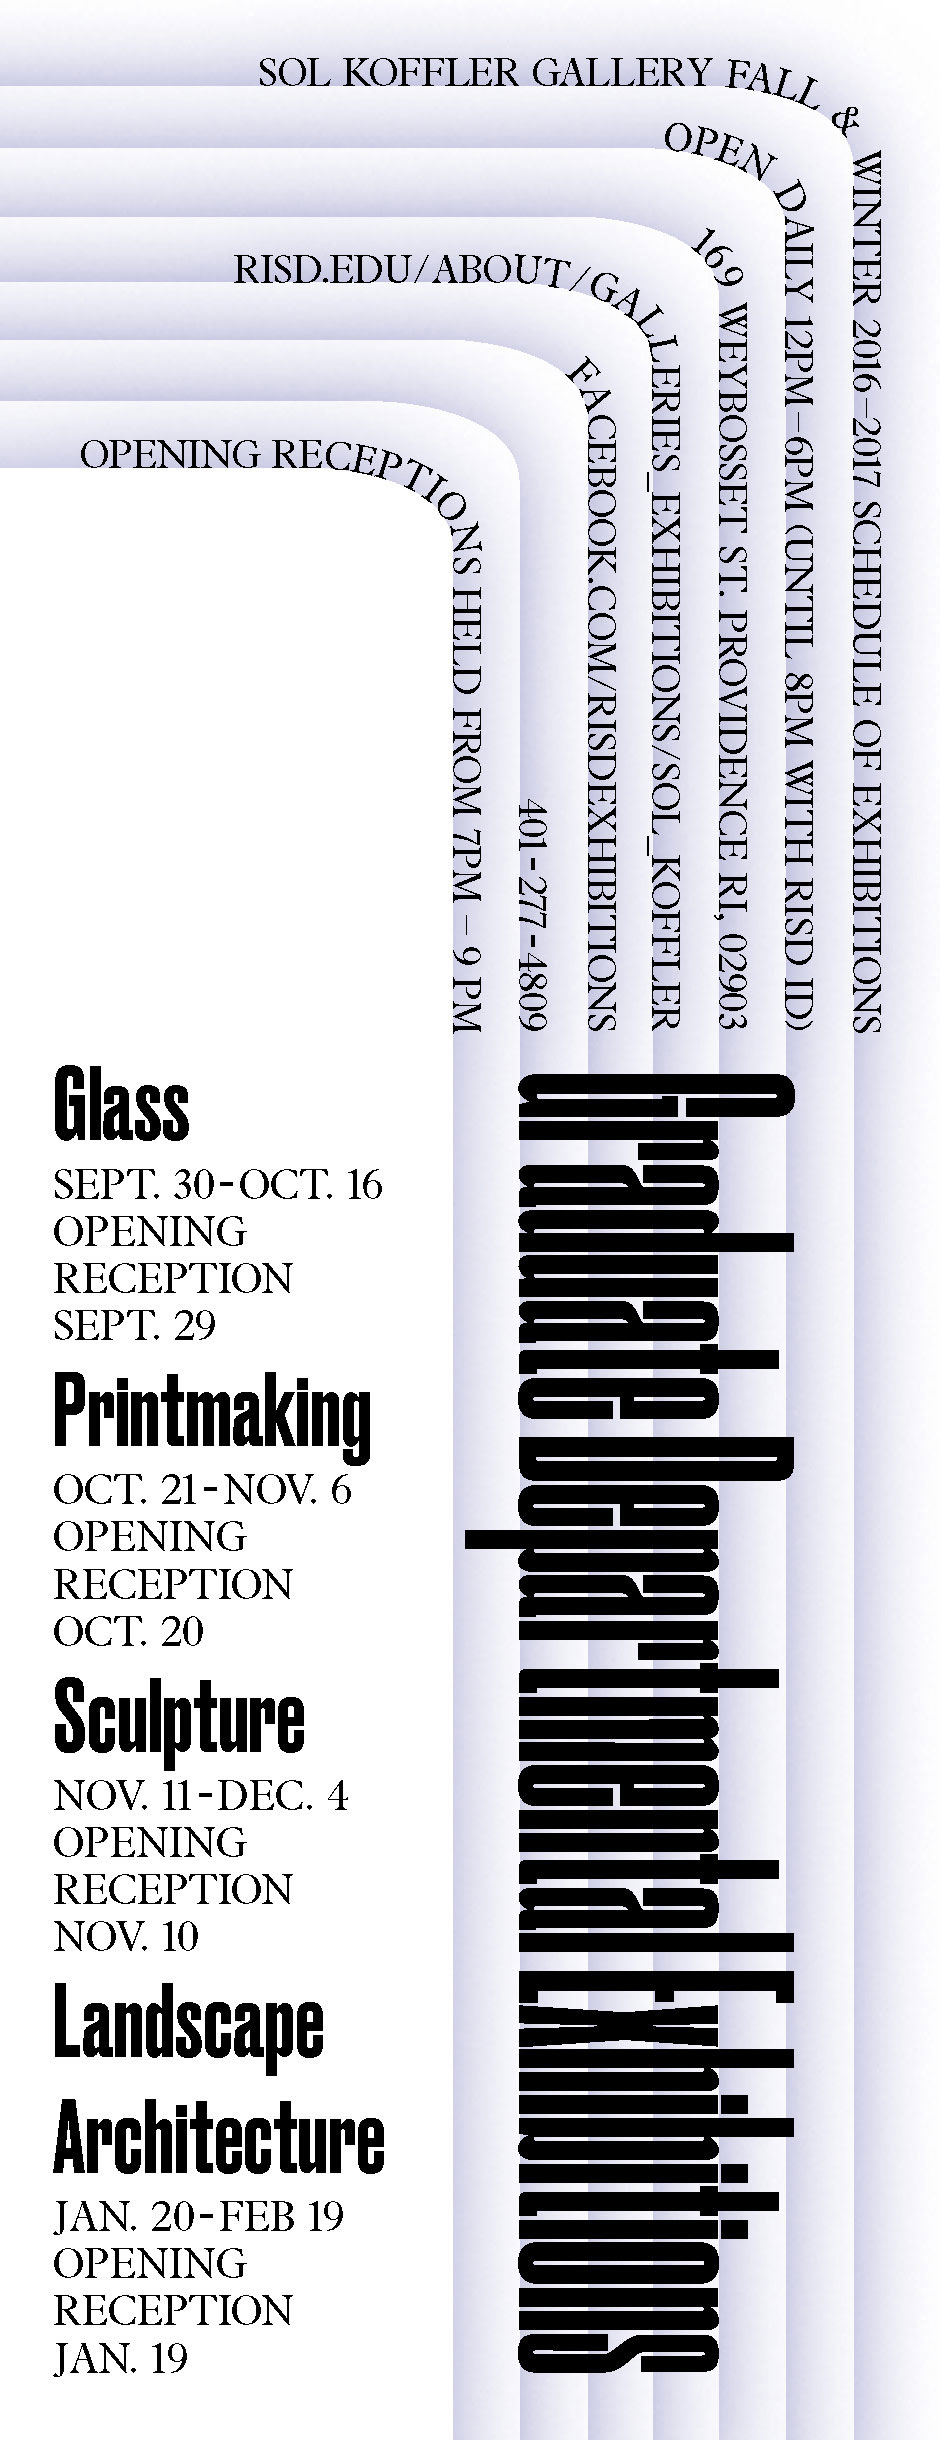 SOL KOFFLER GALLERY FALL & WINTER 2016–2017 SCHEDULE OF EXHIBITIONS
OPEN DAILY 12PM–6PM (UNTIL 8PM WITH RISD ID)
169 WEYBOSSET ST. PROVIDENCE RI, 02903
RISD.EDU/ABOUT/GALLERIES_EXHIBITIONS/SOL_KOFFLER
FACEBOOK.COM/RISDEXHIBITIONS
401-277-4809
OPENING RECEPTIONS HELD FROM 7PM – 9 PM
Graduate Departmental Exhibitions
Glass
SEPT. 30-OCT. 16
OPENING
RECEPTION
SEPT. 29
Printmaking
OCT. 21-NOV. 6
OPENING
RECEPTION
OCT. 20
Sculpture
NOV. 11-DEC. 4
OPENING
RECEPTION
NOV. 10
Landscape
Architecture
JAN. 20-FEB 19
OPENING
RECEPTION
JAN. 19